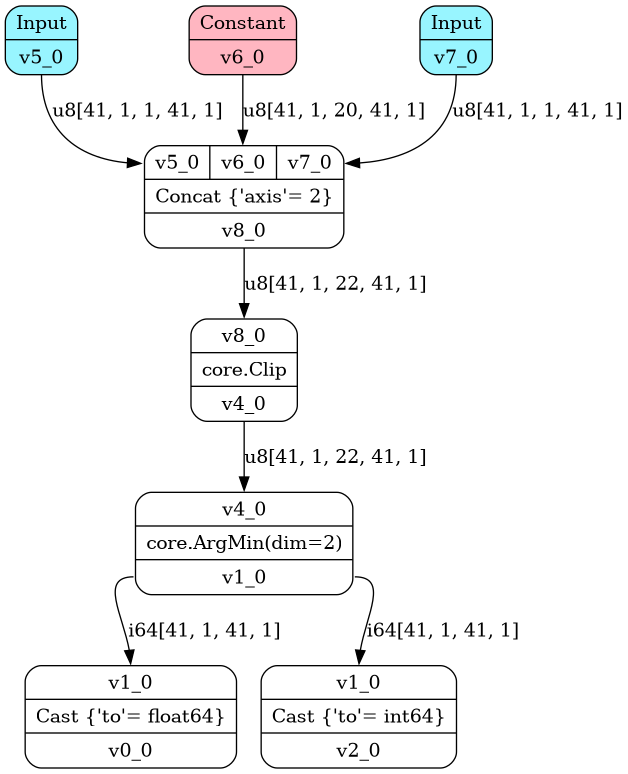 Input
v5_0
Constant
v6_0
Input
v7_0
u8[41, 1, 1, 41, 1]
u8[41, 1, 20, 41, 1]
u8[41, 1, 1, 41, 1]
v5_0 v6_0 v7_0
Concat {'axis'= 2}
v8_0
u8[41, 1, 22, 41, 1]
v8_0
core.Clip
v4_0
u8[41, 1, 22, 41, 1]
v4_0
core.ArgMin(dim=2)
v1_0
i64[41, 1, 41, 1]
i64[41, 1, 41, 1]
v1_0
Cast {'to'= float64}
v0_0
v1_0
Cast {'to'= int64}
v2_0